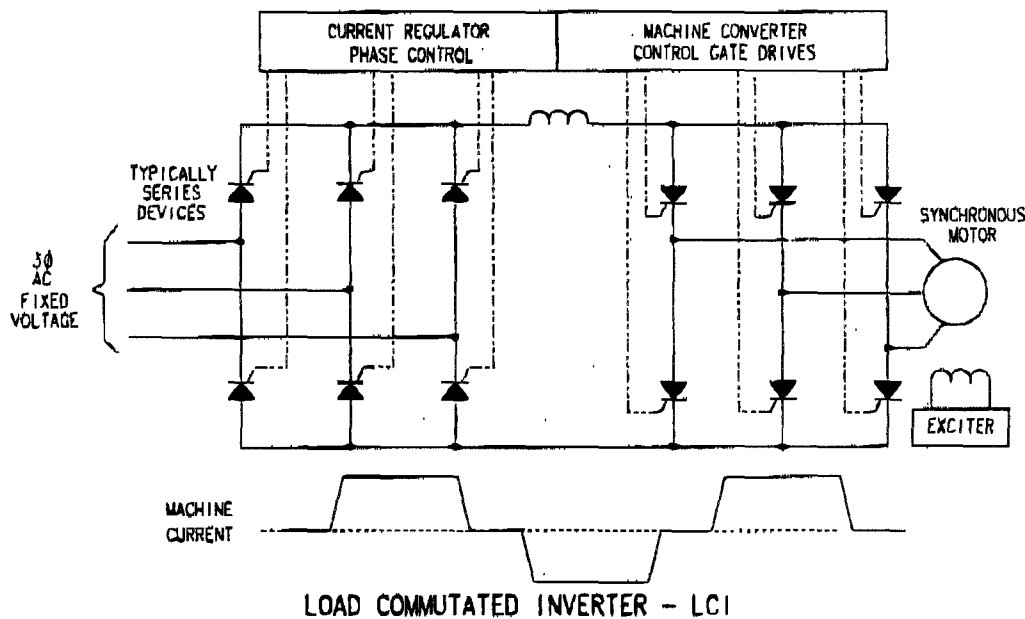 CURRENT REGULATOR
PHASE CONTROL
MACHINE CONVERTER
CONTROL GATE DRIVES
TYPICALLY
SERIES
DEVICES
SYNCHRONOUS
MOTOR
3Ø
AC
FIXED
VOLTAGE
EXCITER
MACHINE
CURRENT
LOAD COMMUTATED INVERTER - LCI